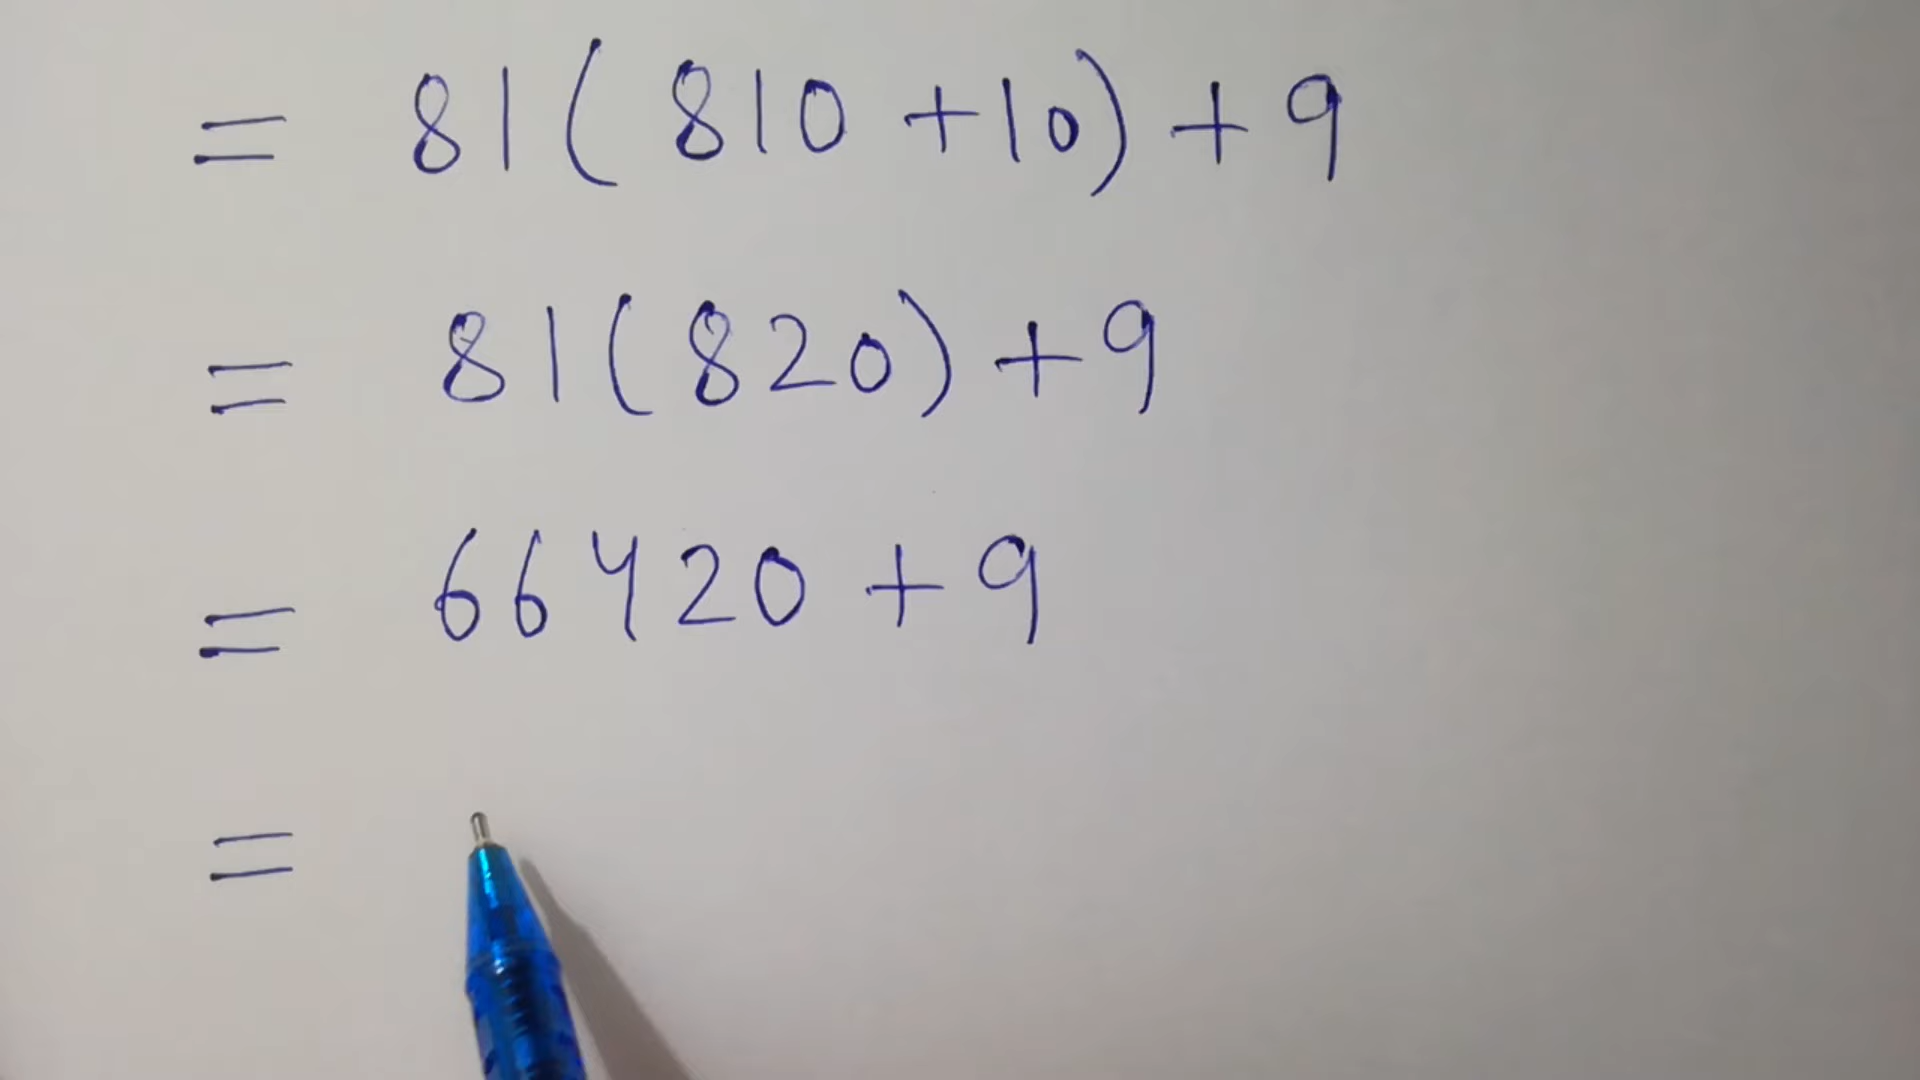 = 81(810+10)+9
= 81(820)+9
= 66420+9
=